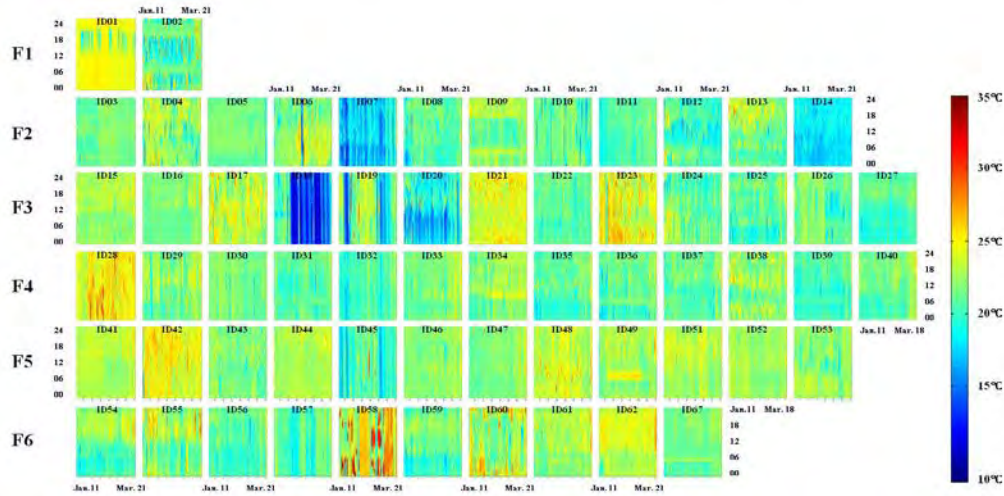 Jan.11 Mar.21
24 ID01 ID02
18
F1 12
06
00
Jan.11 Mar.21 Jan.11 Mar.21 Jan.11 Mar.21 Jan.11 Mar.21 Jan.11 Mar.21
ID03 ID04 ID05 ID06 ID07 ID08 ID09 ID10 ID11 ID12 ID13 ID14 24
18
F2 12
06
00
24 ID15 ID16 ID17 ID19 ID20 ID21 ID22 ID23 ID24 ID25 ID26 ID27
18
F3 12
06
00
ID28 ID29 ID30 ID31 ID32 ID33 ID34 ID35 ID36 ID37 ID38 ID39 ID40 24
18
F4 12
06
00
24 ID41 ID42 ID43 ID44 ID45 ID46 ID47 ID48 ID49 ID51 ID52 ID53 Jan.11 Mar.18
18
F5 12
06
00
ID54 ID55 ID56 ID57 ID58 ID59 ID60 ID61 ID62 ID67 Jan.11 Mar.18
18
F6 12
06
00
Jan.11 Mar.21 Jan.11 Mar.21 Jan.11 Mar.21 Jan.11 Mar.21 Jan.11 Mar.21
35℃
30℃
25℃
20℃
15℃
10℃